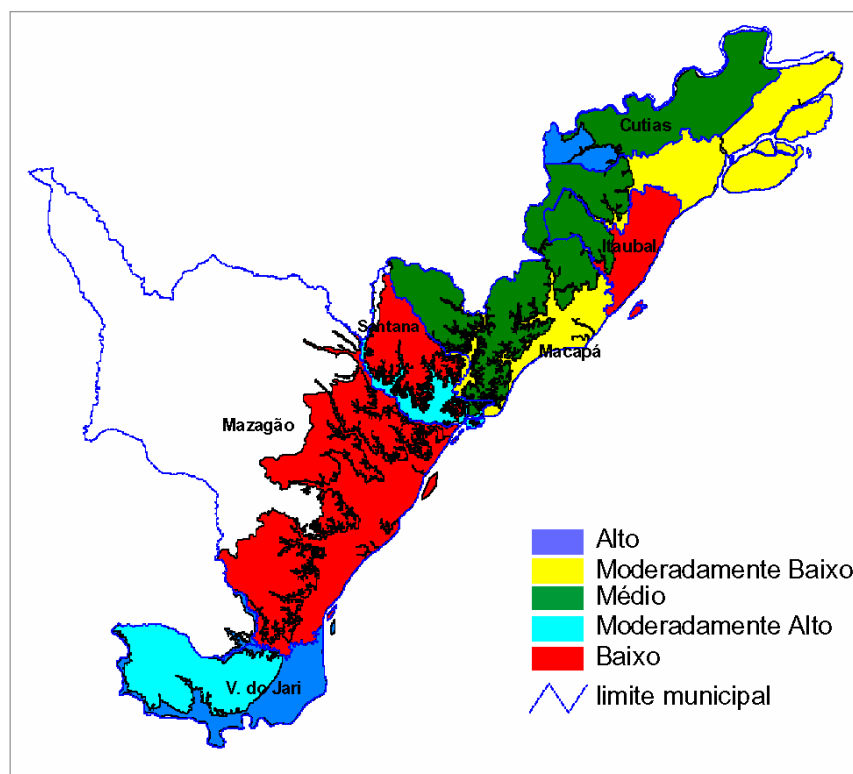 Cutias
Itaubal
Santana
Macapá
Mazagão
V. do Jari
Alto
Moderadamente Baixo
Médio
Moderadamente Alto
Baixo
limite municipal